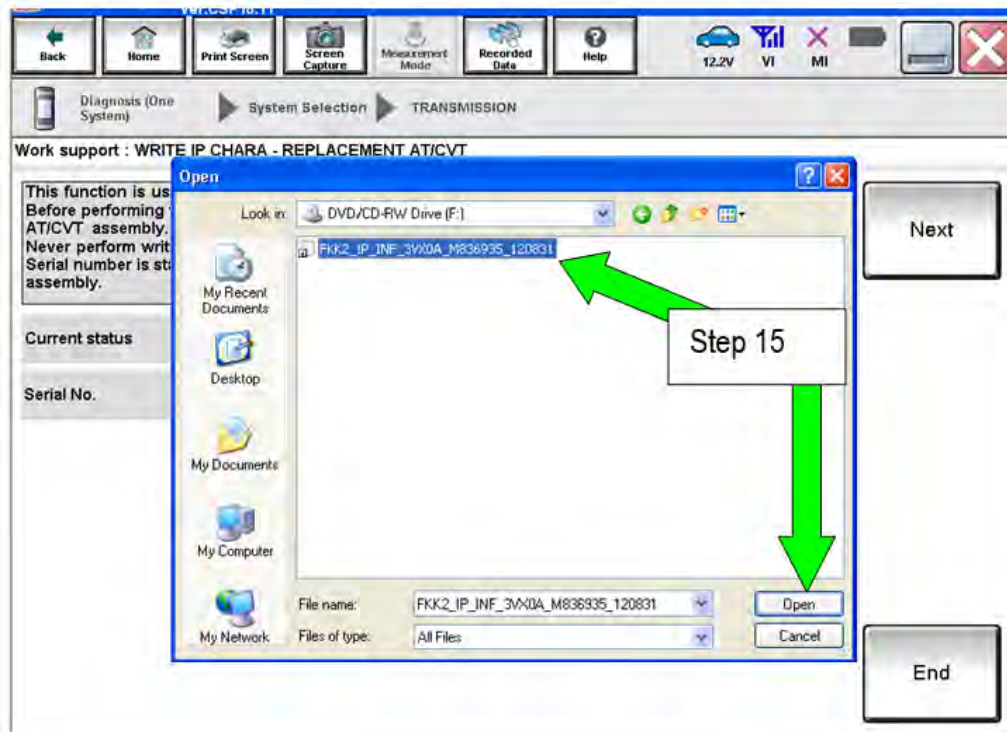 Back
Home
Print Screen
Screen
Capture
Measurement
Mode
Recorded
Data
Help
12.2V
VI
MI
Diagnosis (One
System)
System Selection
TRANSMISSION
Work support : WRITE IP CHARA - REPLACEMENT AT/CVT
This function is us
Before performing
AT/CVT assembly.
Never perform writ
Serial number is sta
assembly.
Current status
Serial No.
Next
End
Open
Look in:
DVD/CD-RW Drive (F:)
FKK2_IP_INF_3VX0A_M836935_120831
My Recent
Documents
Desktop
My Documents
My Computer
My Network
Step 15
File name:
FKK2_IP_INF_3VX0A_M836935_120831
Open
Files of type:
All Files
Cancel